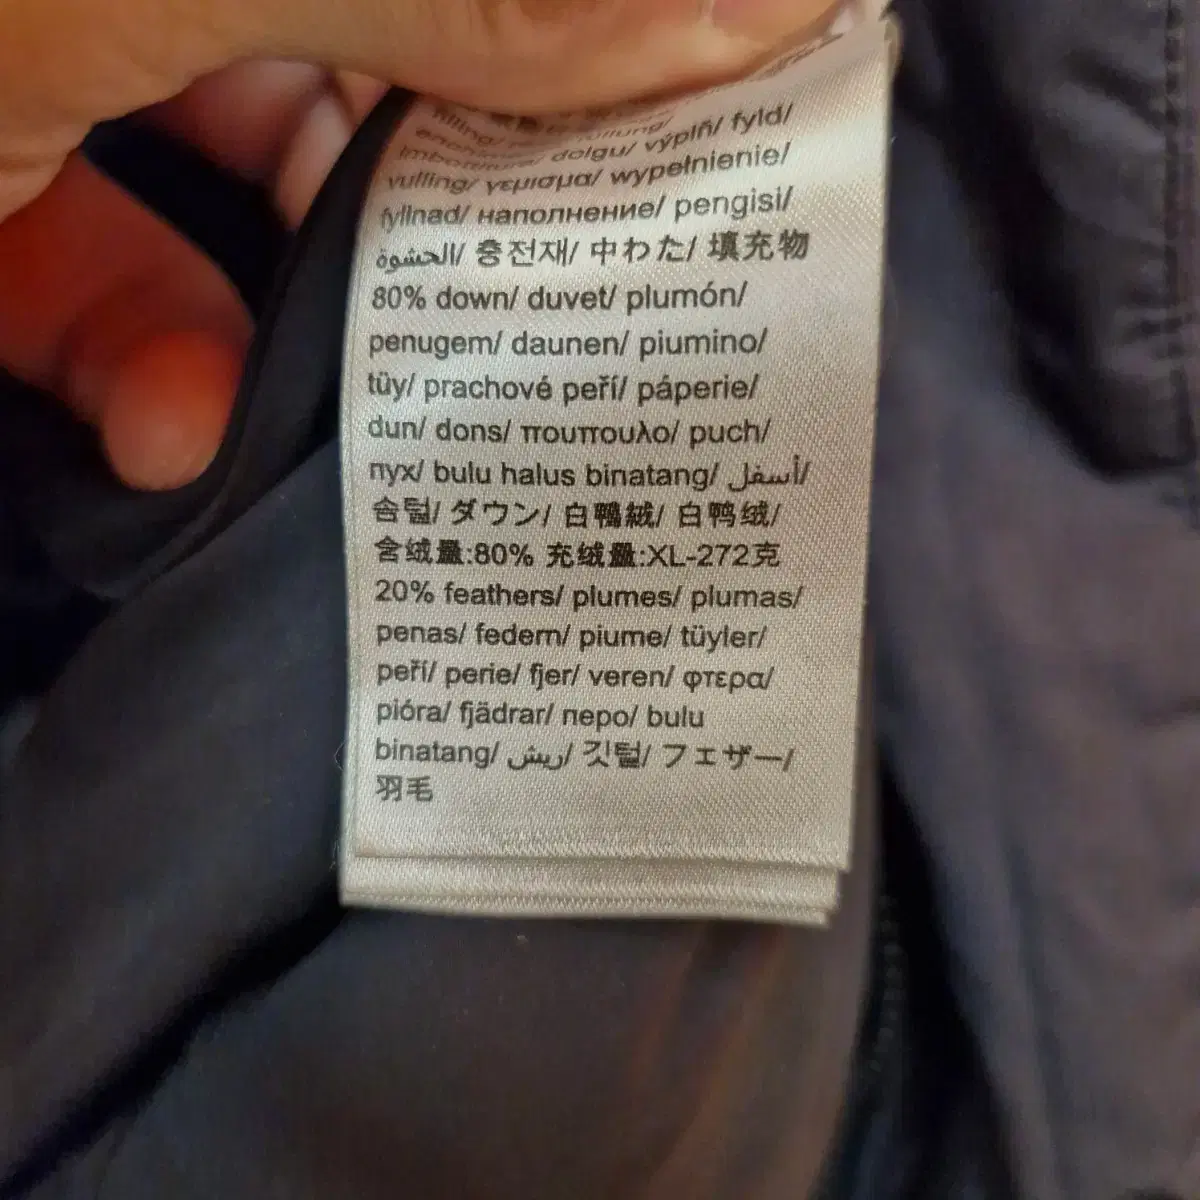 filling/
imbottitura/ dolgu/ výplň/ fyld/
vulling/ γεμισμα/ wypełnienie/
fyllnad/ наполнение/ pengisi/
الحشوة/ 충전재/ 中わた/ 填充物
80% down/ duvet/ plumón/
penugem/ daunen/ piumino/
tüy/ prachové peří/ páperie/
dun/ dons/ πουπουλο/ puch/
пух/ bulu halus binatang/ أسفل/
솜털/ ダウン/ 白鴨絨/ 白鸭绒/
含绒量:80% 充绒量:XL-272克
20% feathers/ plumes/ plumas/
penas/ federn/ piume/ tüyler/
peří/ perie/ fjer/ veren/ φτερα/
pióra/ fjädrar/ перо/ bulu
binatang/ ريش/ 깃털/ フェザー/
羽毛